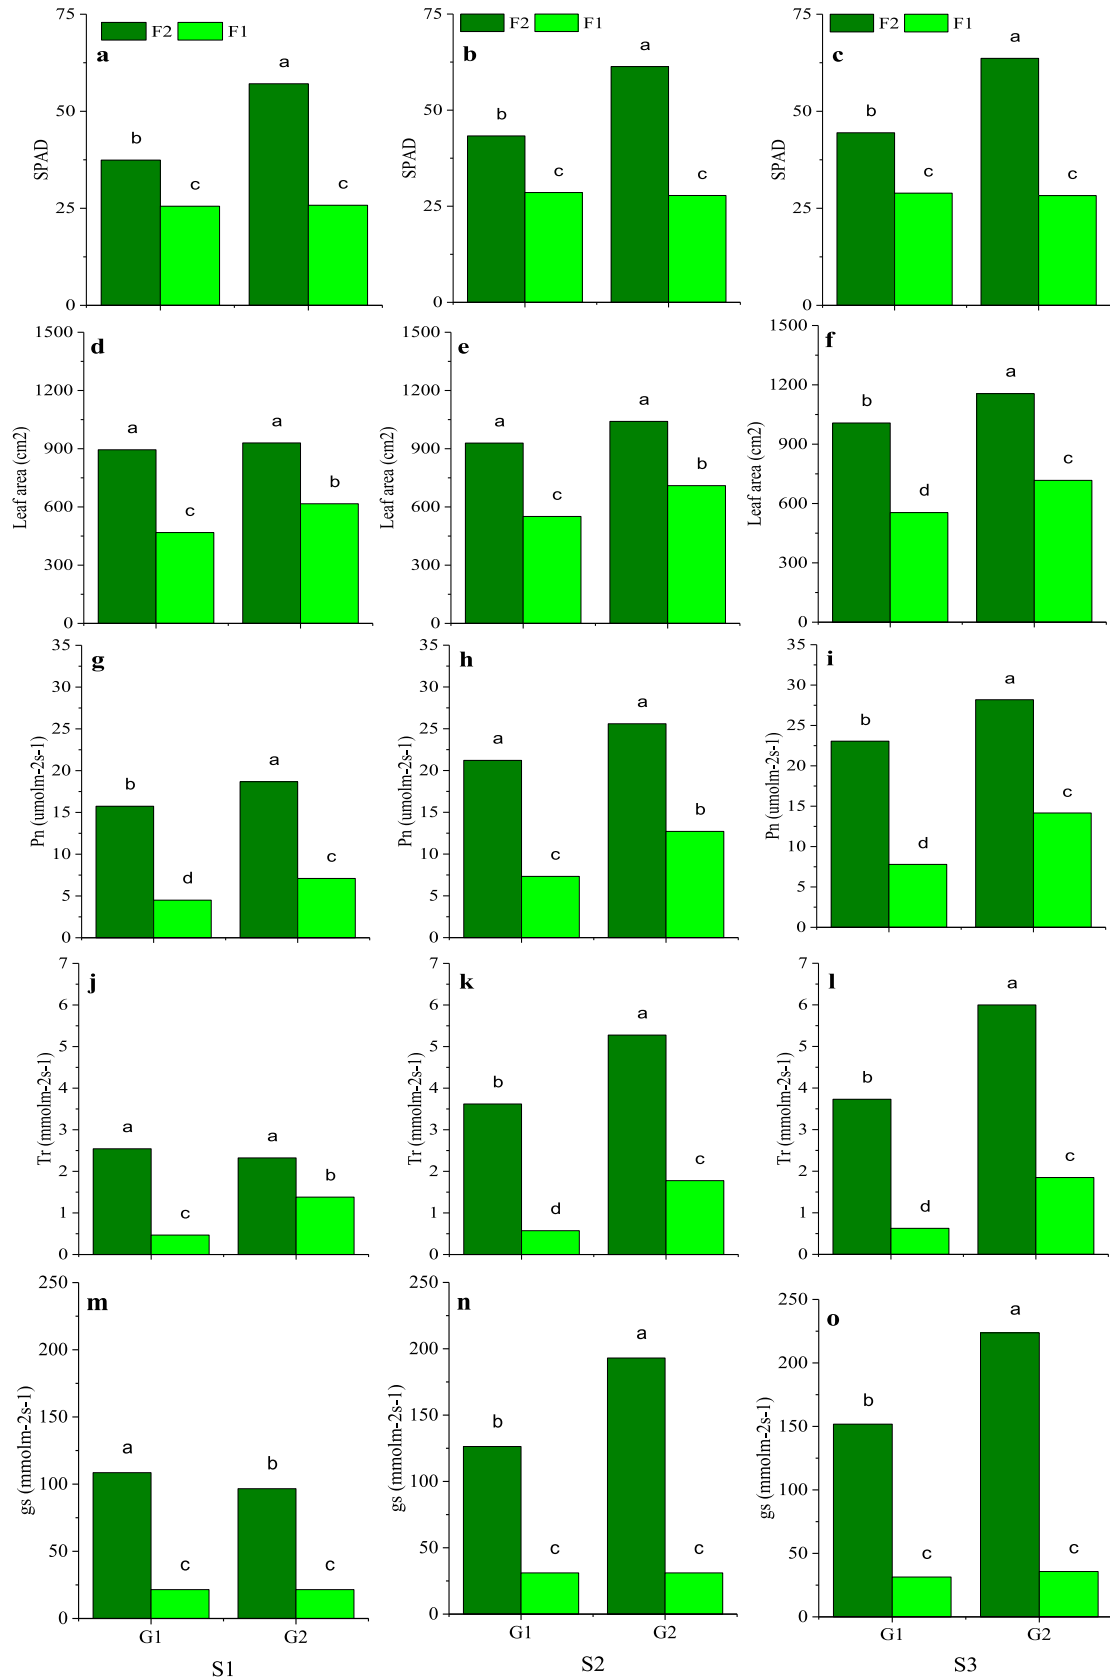 F2 F1
a
SPAD
75
50
25
0
b c a c
F2 F1
b
SPAD
75
50
25
0
b c a c
F2 F1
c
SPAD
75
50
25
0
b c a c
d
Leaf area (cm2)
1500
1200
900
600
300
0
a c a b
e
Leaf area (cm2)
1500
1200
900
600
300
0
a c a b
f
Leaf area (cm2)
1500
1200
900
600
300
0
b d a c
g
Pn (umolm-2s-1)
35
30
25
20
15
10
5
0
b d a c
h
Pn (umolm-2s-1)
35
30
25
20
15
10
5
0
a c a b
i
Pn (umolm-2s-1)
35
30
25
20
15
10
5
0
b d a c
j
Tr (mmolm-2s-1)
7
6
5
4
3
2
1
0
a c a b
k
Tr (mmolm-2s-1)
7
6
5
4
3
2
1
0
b d a c
l
Tr (mmolm-2s-1)
7
6
5
4
3
2
1
0
b d a c
m
gs (mmolm-2s-1)
250
200
150
100
50
0
a c b c
G1 G2
S1
n
gs (mmolm-2s-1)
250
200
150
100
50
0
b c a c
G1 G2
S2
o
gs (mmolm-2s-1)
250
200
150
100
50
0
b c a c
G1 G2
S3